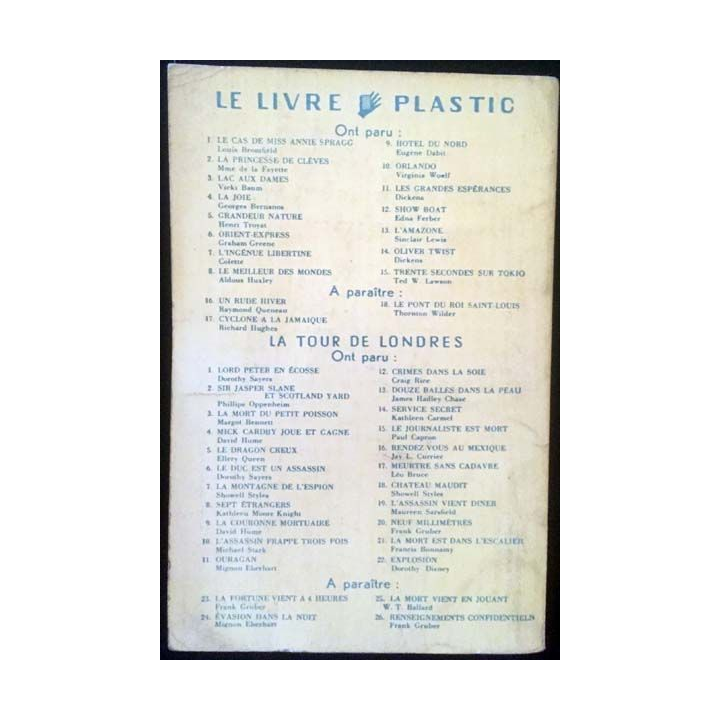 LE LIVRE PLASTIC
Ont paru :
1. LE CAS DE MISS ANNIE SPRAGG
Louis Bromfield
2. LA PRINCESSE DE CLÈVES
Mme de la Fayette
3. LAC AUX DAMES
Vicki Baum
4. LA JOIE
Georges Bernanos
5. GRANDEUR NATURE
Henri Troyat
6. ORIENT-EXPRESS
Graham Greene
7. L'INGÉNUE LIBERTINE
Colette
8. LE MEILLEUR DES MONDES
Aldous Huxley
9. HOTEL DU NORD
Eugène Dabit
10. ORLANDO
Virginia Woolf
11. LES GRANDES ESPÉRANCES
Dickens
12. SHOW BOAT
Edna Ferber
13. L'AMAZONE
Sinclair Lewis
14. OLIVER TWIST
Dickens
15. TRENTE SECONDES SUR TOKIO
Ted W. Lawson
A paraître :
16. UN RUDE HIVER
Raymond Queneau
17. CYCLONE A LA JAMAIQUE
Richard Hughes
18. LE PONT DU ROI SAINT-LOUIS
Thornton Wilder
LA TOUR DE LONDRES
Ont paru :
1. LORD PETER EN ÉCOSSE
Dorothy Sayers
2. SIR JASPER SLANE
ET SCOTLAND YARD
Phillips Oppenheim
3. LA MORT DU PETIT POISSON
Margot Bennett
4. MICK CARDBY JOUE ET GAGNE
David Hume
5. LE DRAGON CREUX
Ellery Queen
6. LE DUC EST UN ASSASSIN
Dorothy Sayers
7. LA MONTAGNE DE L'ESPION
Showell Styles
8. SEPT ÉTRANGERS
Kathleen Moore Knight
9. LA COURONNE MORTUAIRE
David Hume
10. L'ASSASSIN FRAPPE TROIS FOIS
Michael Stark
11. OURAGAN
Mignon Eberhart
12. CRIMES DANS LA SOIE
Craig Rice
13. DOUZE BALLES DANS LA PEAU
James Hadley Chase
14. SERVICE SECRET
Kathleen Carmel
15. LE JOURNALISTE EST MORT
Paul Capron
16. RENDEZ-VOUS AU MEXIQUE
Jay L. Currier
17. MEURTRE SANS CADAVRE
Léo Bruce
18. CHATEAU MAUDIT
Showell Styles
19. L'ASSASSIN VIENT DINER
Maureen Sarsfield
20. NEUF MILLIMÈTRES
Frank Gruber
21. LA MORT EST DANS L'ESCALIER
Francis Bonnamy
22. EXPLOSION
Dorothy Disney
A paraître :
23. LA FORTUNE VIENT A 4 HEURES
Frank Gruber
24. ÉVASION DANS LA NUIT
Mignon Eberhart
25. LA MORT VIENT EN JOUANT
W. T. Ballard
26. RENSEIGNEMENTS CONFIDENTIELS
Frank Gruber